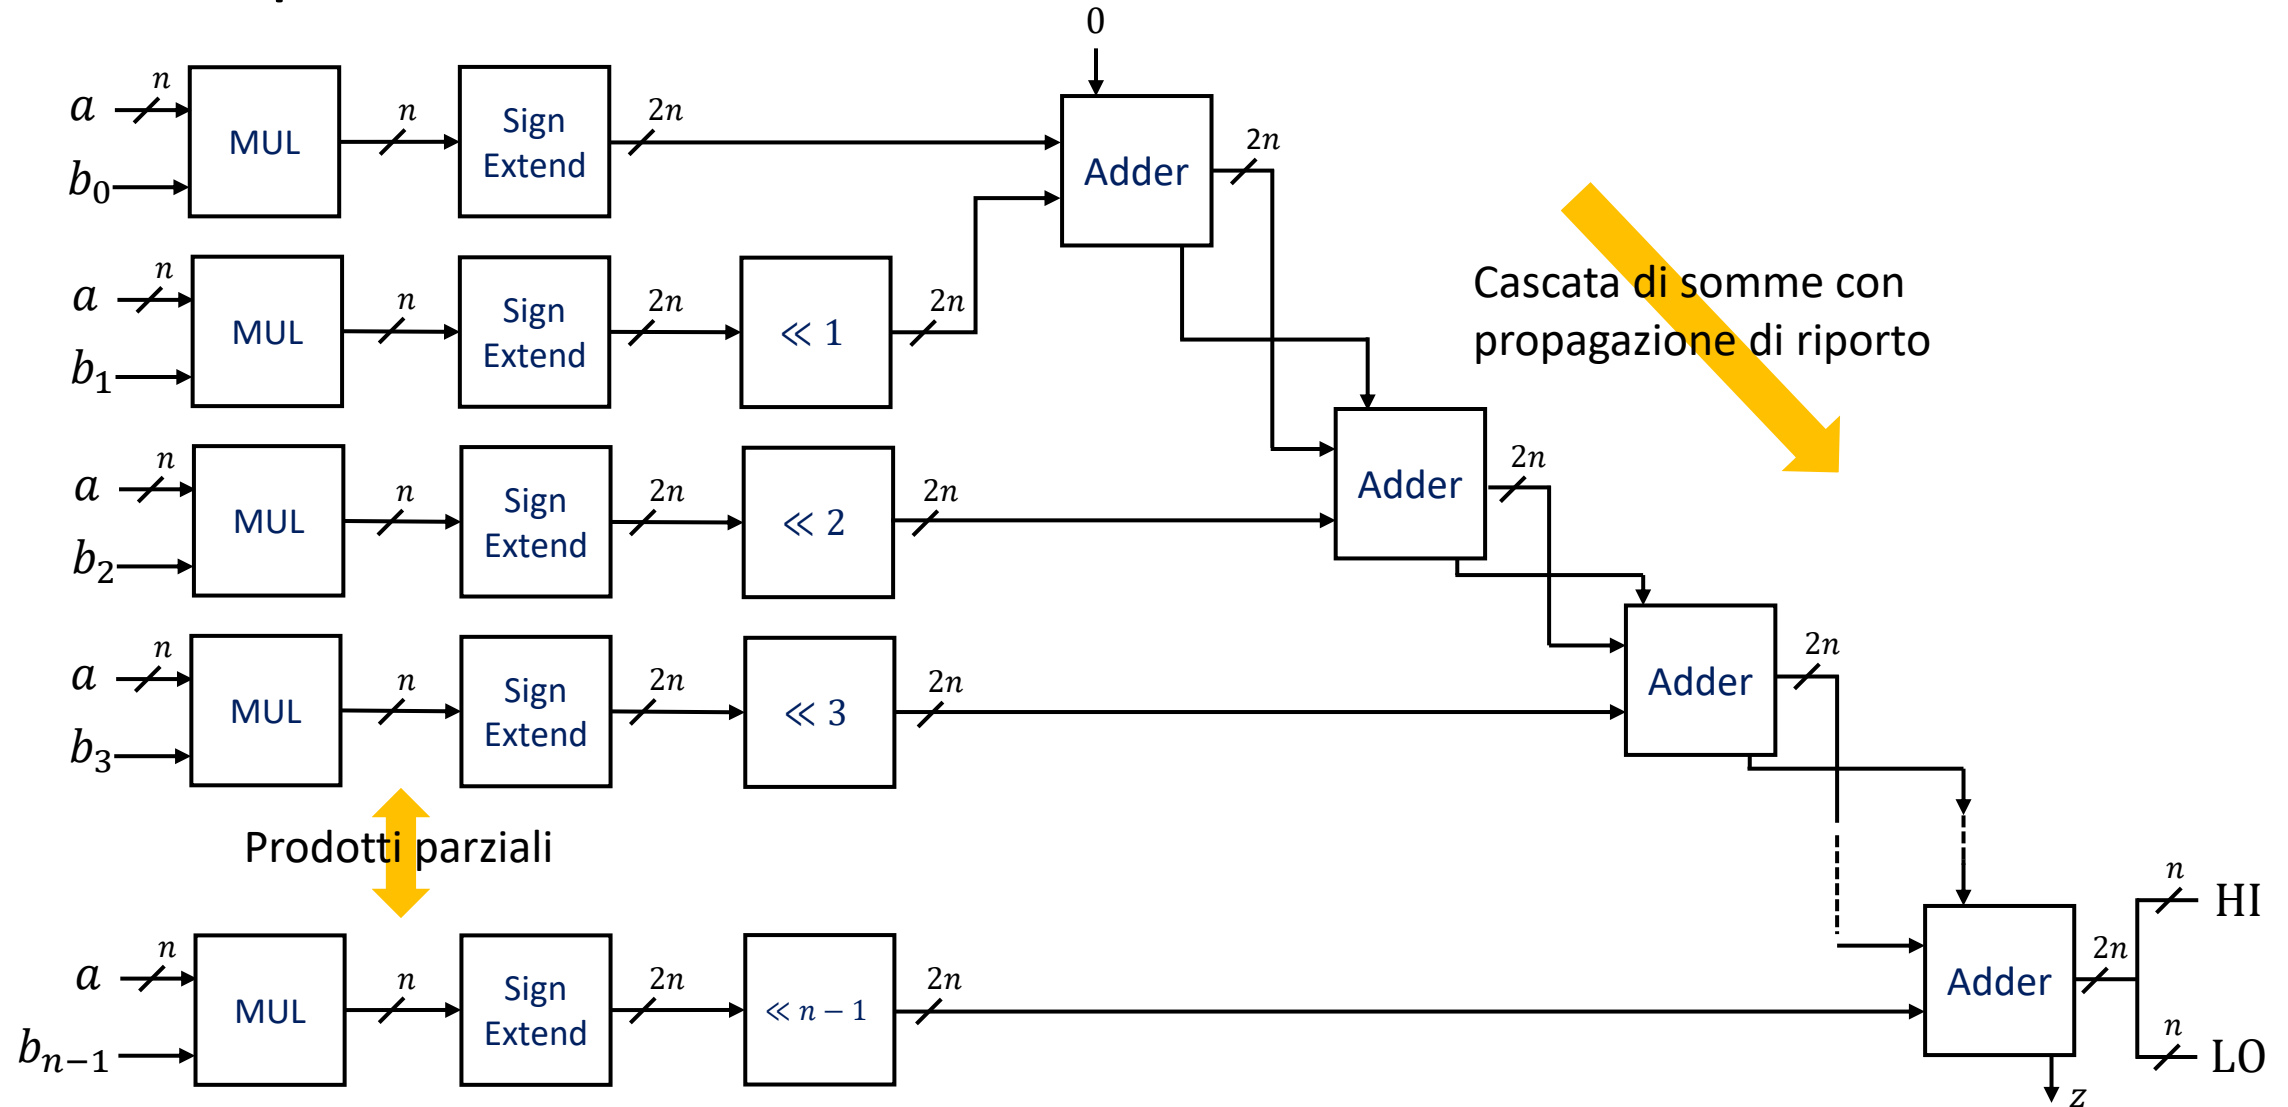 0
a n MUL n Sign Extend 2n
b₀
Adder 2n
a n MUL n Sign Extend 2n ≪ 1 2n
b₁
Cascata di somme con
propagazione di riporto
a n MUL n Sign Extend 2n ≪ 2 2n
b₂
Adder 2n
a n MUL n Sign Extend 2n ≪ 3 2n
b₃
Adder 2n
Prodotti parziali
a n MUL n Sign Extend 2n ≪ n − 1 2n
bₙ₋₁
Adder 2n
n HI
n LO
z